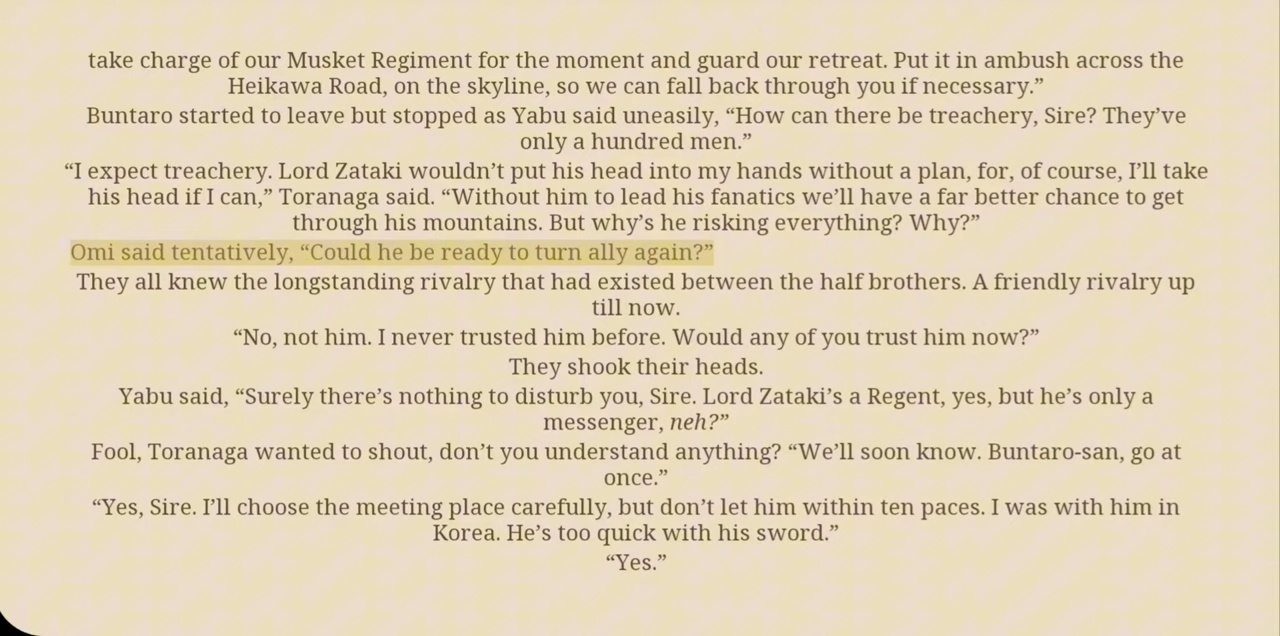 take charge of our Musket Regiment for the moment and guard our retreat. Put it in ambush across the
Heikawa Road, on the skyline, so we can fall back through you if necessary.”
Buntaro started to leave but stopped as Yabu said uneasily, “How can there be treachery, Sire? They’ve
only a hundred men.”
“I expect treachery. Lord Zataki wouldn’t put his head into my hands without a plan, for, of course, I’ll take
his head if I can,” Toranaga said. “Without him to lead his fanatics we’ll have a far better chance to get
through his mountains. But why’s he risking everything? Why?”
Omi said tentatively, “Could he be ready to turn ally again?”
They all knew the longstanding rivalry that had existed between the half brothers. A friendly rivalry up
till now.
“No, not him. I never trusted him before. Would any of you trust him now?”
They shook their heads.
Yabu said, “Surely there’s nothing to disturb you, Sire. Lord Zataki’s a Regent, yes, but he’s only a
messenger, neh?”
Fool, Toranaga wanted to shout, don’t you understand anything? “We’ll soon know. Buntaro-san, go at
once.”
“Yes, Sire. I’ll choose the meeting place carefully, but don’t let him within ten paces. I was with him in
Korea. He’s too quick with his sword.”
“Yes.”